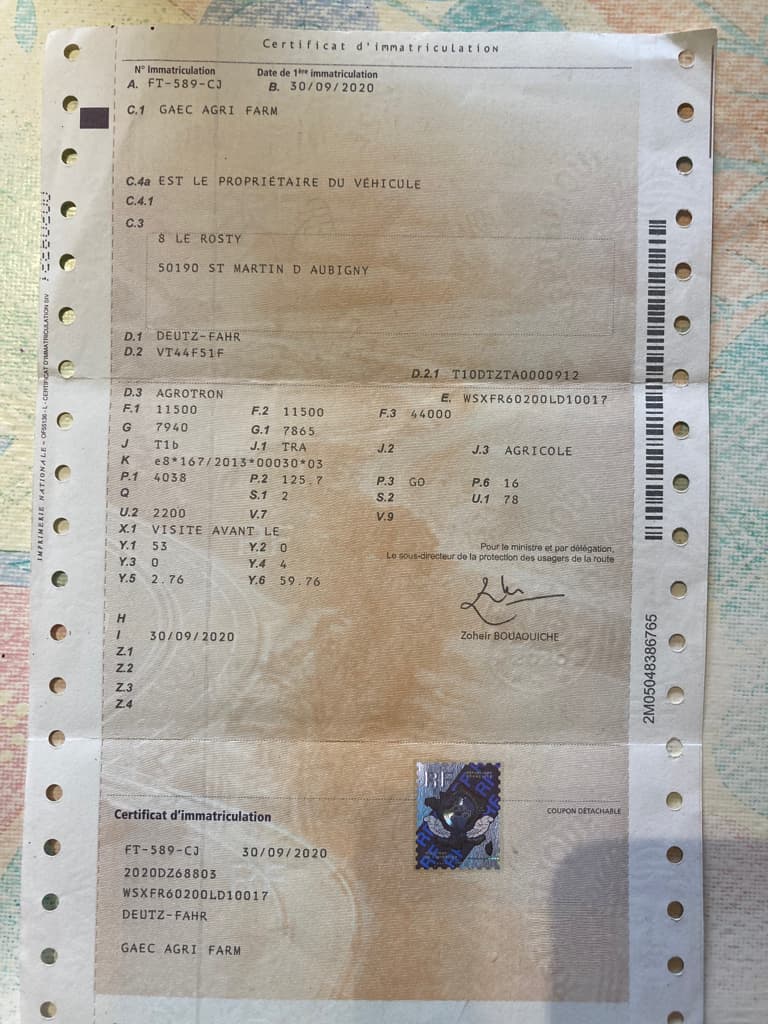 Certificat d'immatriculation
N° Immatriculation Date de 1ère immatriculation
A. FT-589-CJ B. 30/09/2020
C.1 GAEC AGRI FARM
C.4a EST LE PROPRIÉTAIRE DU VÉHICULE
C.4.1
C.3
8 LE ROSTY
50190 ST MARTIN D AUBIGNY
D.1 DEUTZ-FAHR
D.2 VT44F51F
D.2.1 T10DTZTA0000912
D.3 AGROTRON E. WSXFR60200LD10017
F.1 11500 F.2 11500 F.3 44000
G 7940 G.1 7865
J T1b J.1 TRA J.2 J.3 AGRICOLE
K e8*167/2013*00030*03
P.1 4038 P.2 125.7 P.3 GO P.6 16
Q S.1 2 S.2 U.1 78
U.2 2200 V.7 V.9
X.1 VISITE AVANT LE
Y.1 53 Y.2 0
Y.3 0 Y.4 4
Y.5 2.76 Y.6 59.76
Pour le ministre et par délégation,
Le sous-directeur de la protection des usagers de la route
Zoheir BOUAOUICHE
H
I 30/09/2020
Z.1
Z.2
Z.3
Z.4
2M05048386765
IMPRIMERIE NATIONALE
CERTIFICAT D'IMMATRICULATION SIV
RF
Certificat d'immatriculation
COUPON DÉTACHABLE
FT-589-CJ 30/09/2020
2020DZ68803
WSXFR60200LD10017
DEUTZ-FAHR
GAEC AGRI FARM